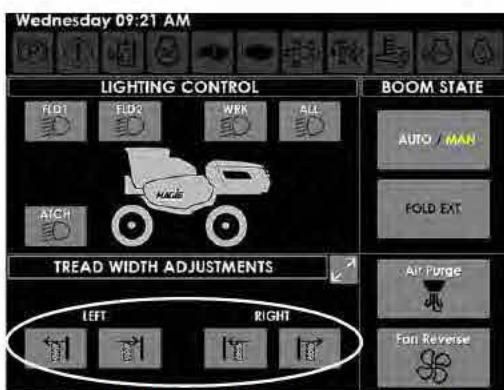 Wednesday 09:21 AM
LIGHTING CONTROL
BOOM STATE
FLD1
FLD2
WRK
ALL
AUTO / MAN
HAGIE
ATCH
FOLD EXT
TREAD WIDTH ADJUSTMENTS
LEFT
RIGHT
Air Purge
Fan Reverse